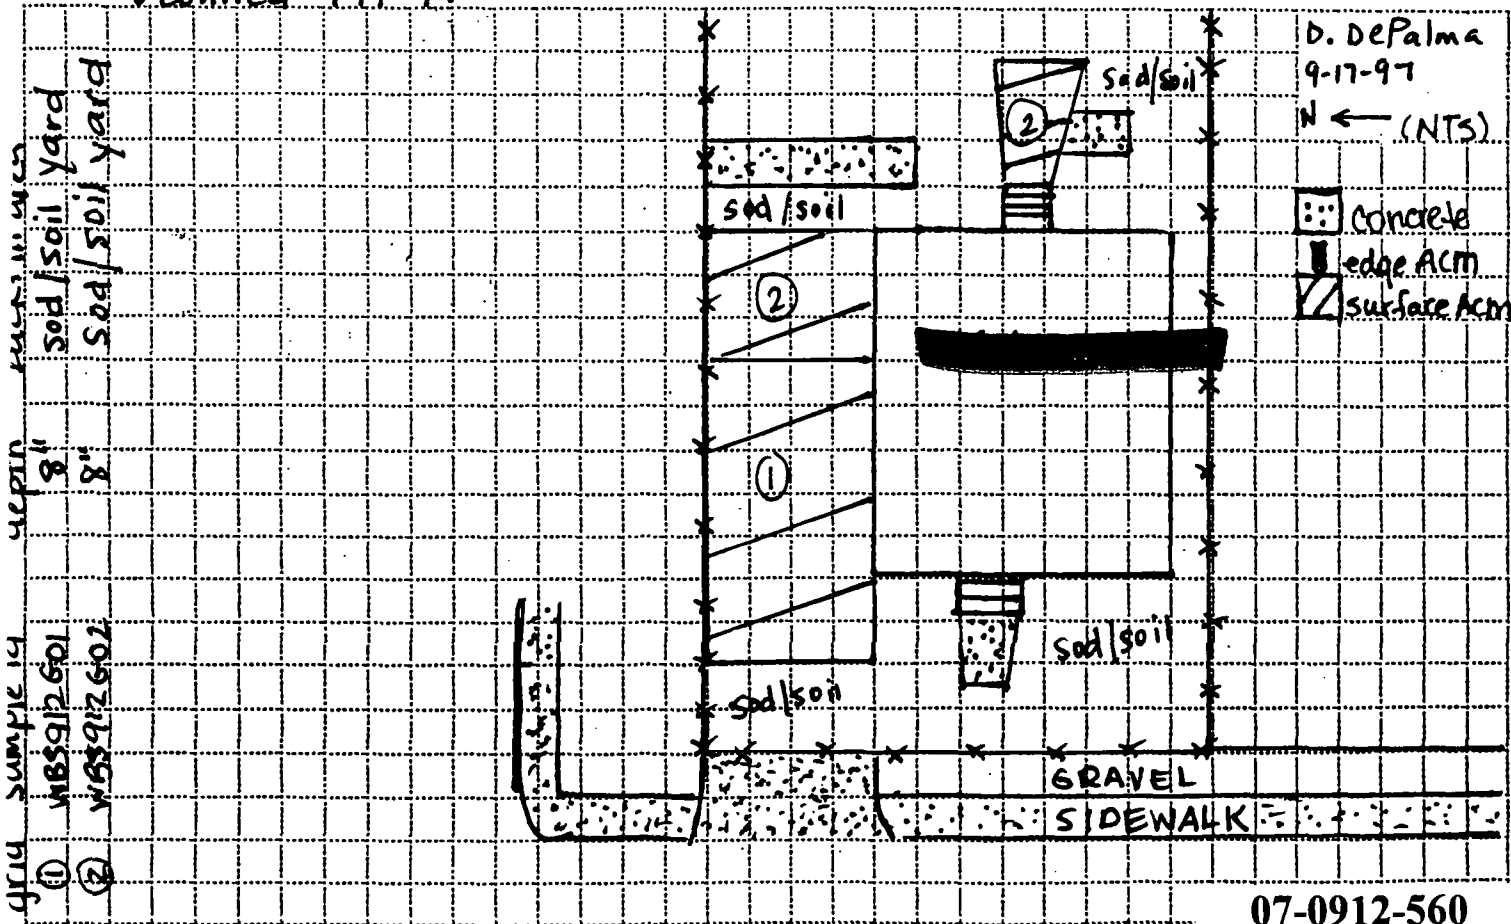 D. DePalma
9-17-97
N ← (NTS)
concrete
edge ACM
surface ACM
sod/soil
②
sod/soil
②
①
sod/soil
sod/soil
GRAVEL
SIDEWALK
grid sample id depth
① WBS912G01 8" sod/soil yard
② WBS912G02 8" sod/soil yard
07-0912-560